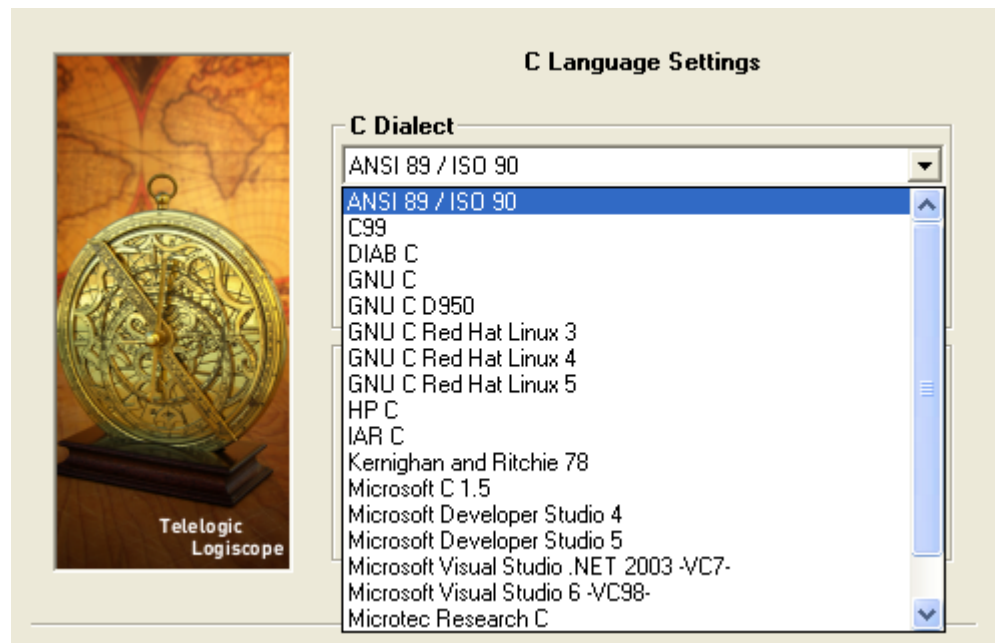 C Language Settings
C Dialect
ANSI 89 / ISO 90
ANSI 89 / ISO 90
C99
DIAB C
GNU C
GNU C D950
GNU C Red Hat Linux 3
GNU C Red Hat Linux 4
GNU C Red Hat Linux 5
HP C
IAR C
Kernighan and Ritchie 78
Microsoft C 1.5
Microsoft Developer Studio 4
Microsoft Developer Studio 5
Microsoft Visual Studio .NET 2003 -VC7-
Microsoft Visual Studio 6 -VC98-
Microtec Research C
Telelogic
Logiscope